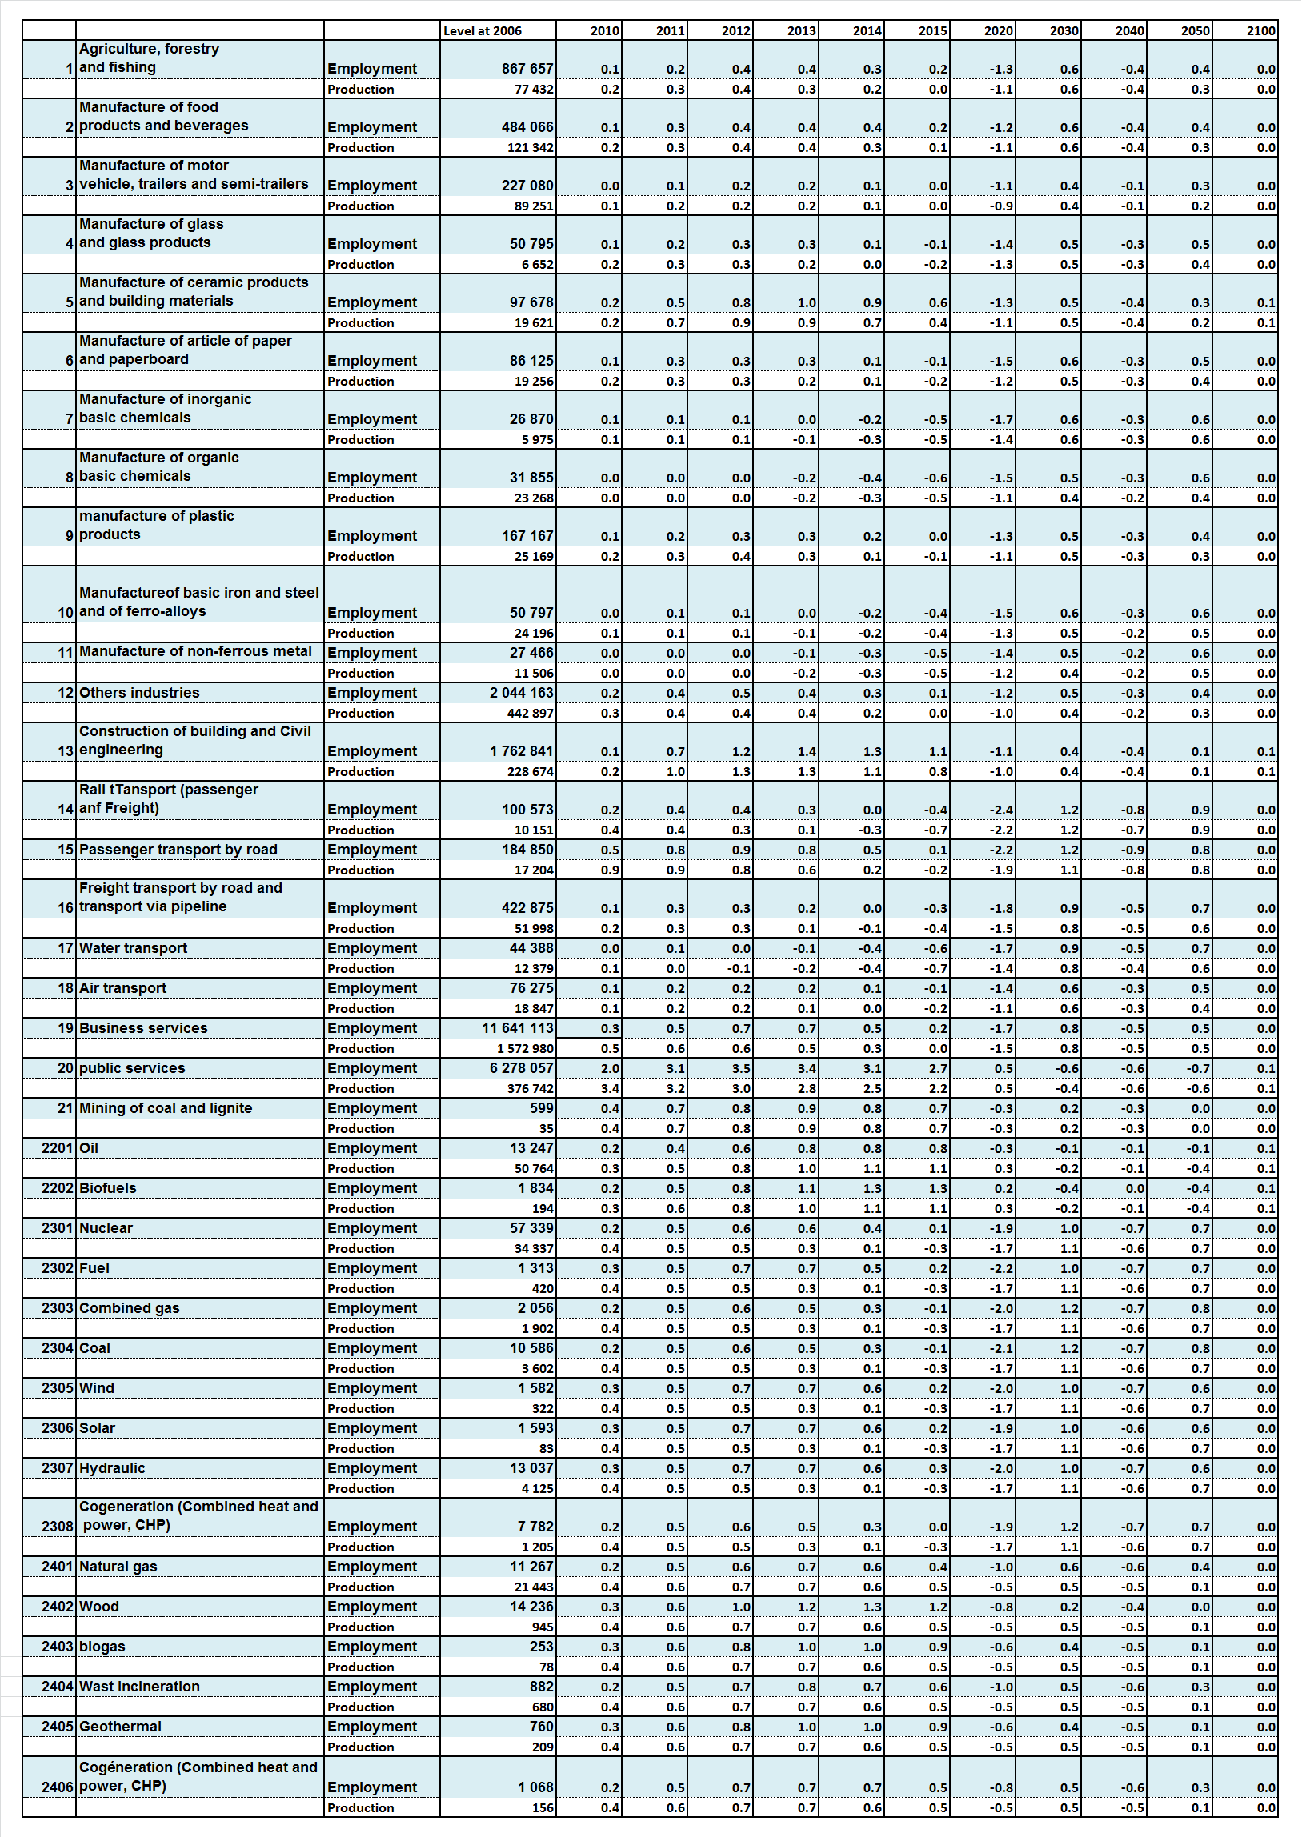 Level at 2006 2010 2011 2012 2013 2014 2015 2020 2030 2040 2050 2100
Agriculture, forestry
1 and fishing Employment 867 657 0.1 0.2 0.4 0.4 0.3 0.2 -1.3 0.6 -0.4 0.4 0.0
Production 77 432 0.2 0.3 0.4 0.3 0.2 0.0 -1.1 0.6 -0.4 0.3 0.0
Manufacture of food
2 products and beverages Employment 484 066 0.1 0.3 0.4 0.4 0.4 0.2 -1.2 0.6 -0.4 0.4 0.0
Production 121 342 0.2 0.3 0.4 0.4 0.3 0.1 -1.1 0.6 -0.4 0.3 0.0
Manufacture of motor
3 vehicle, trailers and semi-trailers Employment 227 080 0.0 0.1 0.2 0.2 0.1 0.0 -1.1 0.4 -0.1 0.3 0.0
Production 89 251 0.1 0.2 0.2 0.2 0.1 0.0 -0.9 0.4 -0.1 0.2 0.0
Manufacture of glass
4 and glass products Employment 50 795 0.1 0.2 0.3 0.3 0.1 -0.1 -1.4 0.5 -0.3 0.5 0.0
Production 6 652 0.2 0.3 0.3 0.2 0.0 -0.2 -1.3 0.5 -0.3 0.4 0.0
Manufacture of ceramic products
5 and building materials Employment 97 678 0.2 0.5 0.8 1.0 0.9 0.6 -1.3 0.5 -0.4 0.3 0.1
Production 19 621 0.2 0.7 0.9 0.9 0.7 0.4 -1.1 0.5 -0.4 0.2 0.1
Manufacture of article of paper
6 and paperboard Employment 86 125 0.1 0.3 0.3 0.3 0.1 -0.1 -1.5 0.6 -0.3 0.5 0.0
Production 19 256 0.2 0.3 0.3 0.2 0.1 -0.2 -1.2 0.5 -0.3 0.4 0.0
Manufacture of inorganic
7 basic chemicals Employment 26 870 0.1 0.1 0.1 0.0 -0.2 -0.5 -1.7 0.6 -0.3 0.6 0.0
Production 5 975 0.1 0.1 0.1 -0.1 -0.3 -0.5 -1.4 0.6 -0.3 0.6 0.0
Manufacture of organic
8 basic chemicals Employment 31 855 0.0 0.0 0.0 -0.2 -0.4 -0.6 -1.5 0.5 -0.3 0.6 0.0
Production 23 268 0.0 0.0 0.0 -0.2 -0.3 -0.5 -1.1 0.4 -0.2 0.4 0.0
manufacture of plastic
9 products Employment 167 167 0.1 0.2 0.3 0.3 0.2 0.0 -1.3 0.5 -0.3 0.4 0.0
Production 25 169 0.2 0.3 0.4 0.3 0.1 -0.1 -1.1 0.5 -0.3 0.3 0.0
Manufactureof basic iron and steel
10 and of ferro-alloys Employment 50 797 0.0 0.1 0.1 0.0 -0.2 -0.4 -1.5 0.6 -0.3 0.6 0.0
Production 24 196 0.1 0.1 0.1 -0.1 -0.2 -0.4 -1.3 0.5 -0.2 0.5 0.0
11 Manufacture of non-ferrous metal Employment 27 466 0.0 0.0 0.0 -0.1 -0.3 -0.5 -1.4 0.5 -0.2 0.6 0.0
Production 11 506 0.0 0.0 0.0 -0.2 -0.3 -0.5 -1.2 0.4 -0.2 0.5 0.0
12 Others industries Employment 2 044 163 0.2 0.4 0.5 0.4 0.3 0.1 -1.2 0.5 -0.3 0.4 0.0
Production 442 897 0.3 0.4 0.4 0.4 0.2 0.0 -1.0 0.4 -0.2 0.3 0.0
Construction of building and Civil
13 engineering Employment 1 762 841 0.1 0.7 1.2 1.4 1.3 1.1 -1.1 0.4 -0.4 0.1 0.1
Production 228 674 0.2 1.0 1.3 1.3 1.1 0.8 -1.0 0.4 -0.4 0.1 0.1
Rail tTansport (passenger
14 anf Freight) Employment 100 573 0.2 0.4 0.4 0.3 0.0 -0.4 -2.4 1.2 -0.8 0.9 0.0
Production 10 151 0.4 0.4 0.3 0.1 -0.3 -0.7 -2.2 1.2 -0.7 0.9 0.0
15 Passenger transport by road Employment 184 850 0.5 0.8 0.9 0.8 0.5 0.1 -2.2 1.2 -0.9 0.8 0.0
Production 17 204 0.9 0.9 0.8 0.6 0.2 -0.2 -1.9 1.1 -0.8 0.8 0.0
Freight transport by road and
16 transport via pipeline Employment 422 875 0.1 0.3 0.3 0.2 0.0 -0.3 -1.8 0.9 -0.5 0.7 0.0
Production 51 998 0.2 0.3 0.3 0.1 -0.1 -0.4 -1.5 0.8 -0.5 0.6 0.0
17 Water transport Employment 44 388 0.0 0.1 0.0 -0.1 -0.4 -0.6 -1.7 0.9 -0.5 0.7 0.0
Production 12 379 0.1 0.0 -0.1 -0.2 -0.4 -0.7 -1.4 0.8 -0.4 0.6 0.0
18 Air transport Employment 76 275 0.1 0.2 0.2 0.2 0.1 -0.1 -1.4 0.6 -0.3 0.5 0.0
Production 18 847 0.1 0.2 0.2 0.1 0.0 -0.2 -1.1 0.6 -0.3 0.4 0.0
19 Business services Employment 11 641 113 0.3 0.5 0.7 0.7 0.5 0.2 -1.7 0.8 -0.5 0.5 0.0
Production 1 572 980 0.5 0.6 0.6 0.5 0.3 0.0 -1.5 0.8 -0.5 0.5 0.0
20 public services Employment 6 278 057 2.0 3.1 3.5 3.4 3.1 2.7 0.5 -0.6 -0.6 -0.7 0.1
Production 376 742 3.4 3.2 3.0 2.8 2.5 2.2 0.5 -0.4 -0.6 -0.6 0.1
21 Mining of coal and lignite Employment 599 0.4 0.7 0.8 0.9 0.8 0.7 -0.3 0.2 -0.3 0.0 0.0
Production 35 0.4 0.7 0.8 0.9 0.8 0.7 -0.3 0.2 -0.3 0.0 0.0
2201 Oil Employment 13 247 0.2 0.4 0.6 0.8 0.8 0.8 -0.3 -0.1 -0.1 -0.1 0.1
Production 50 764 0.3 0.5 0.8 1.0 1.1 1.1 0.3 -0.2 -0.1 -0.4 0.1
2202 Biofuels Employment 1 834 0.2 0.5 0.8 1.1 1.3 1.3 0.2 -0.4 0.0 -0.4 0.1
Production 194 0.3 0.6 0.8 1.0 1.1 1.1 0.3 -0.2 -0.1 -0.4 0.1
2301 Nuclear Employment 57 339 0.2 0.5 0.6 0.6 0.4 0.1 -1.9 1.0 -0.7 0.7 0.0
Production 34 337 0.4 0.5 0.5 0.3 0.1 -0.3 -1.7 1.1 -0.6 0.7 0.0
2302 Fuel Employment 1 313 0.3 0.5 0.7 0.7 0.5 0.2 -2.2 1.0 -0.7 0.7 0.0
Production 420 0.4 0.5 0.5 0.3 0.1 -0.3 -1.7 1.1 -0.6 0.7 0.0
2303 Combined gas Employment 2 056 0.2 0.5 0.6 0.5 0.3 -0.1 -2.0 1.2 -0.7 0.8 0.0
Production 1 902 0.4 0.5 0.5 0.3 0.1 -0.3 -1.7 1.1 -0.6 0.7 0.0
2304 Coal Employment 10 586 0.2 0.5 0.6 0.5 0.3 -0.1 -2.1 1.2 -0.7 0.8 0.0
Production 3 602 0.4 0.5 0.5 0.3 0.1 -0.3 -1.7 1.1 -0.6 0.7 0.0
2305 Wind Employment 1 582 0.3 0.5 0.7 0.7 0.6 0.2 -2.0 1.0 -0.7 0.6 0.0
Production 322 0.4 0.5 0.5 0.3 0.1 -0.3 -1.7 1.1 -0.6 0.7 0.0
2306 Solar Employment 1 593 0.3 0.5 0.7 0.7 0.6 0.2 -1.9 1.0 -0.6 0.6 0.0
Production 83 0.4 0.5 0.5 0.3 0.1 -0.3 -1.7 1.1 -0.6 0.7 0.0
2307 Hydraulic Employment 13 037 0.3 0.5 0.7 0.7 0.6 0.3 -2.0 1.0 -0.7 0.6 0.0
Production 4 125 0.4 0.5 0.5 0.3 0.1 -0.3 -1.7 1.1 -0.6 0.7 0.0
Cogeneration (Combined heat and
2308 power, CHP) Employment 7 782 0.2 0.5 0.6 0.5 0.3 0.0 -1.9 1.2 -0.7 0.7 0.0
Production 1 205 0.4 0.5 0.5 0.3 0.1 -0.3 -1.7 1.1 -0.6 0.7 0.0
2401 Natural gas Employment 11 267 0.2 0.5 0.6 0.7 0.6 0.4 -1.0 0.6 -0.6 0.4 0.0
Production 21 443 0.4 0.6 0.7 0.7 0.6 0.5 -0.5 0.5 -0.5 0.1 0.0
2402 Wood Employment 14 236 0.3 0.6 1.0 1.2 1.3 1.2 -0.8 0.2 -0.4 0.0 0.0
Production 945 0.4 0.6 0.7 0.7 0.6 0.5 -0.5 0.5 -0.5 0.1 0.0
2403 biogas Employment 253 0.3 0.6 0.8 1.0 1.0 0.9 -0.6 0.4 -0.5 0.1 0.0
Production 78 0.4 0.6 0.7 0.7 0.6 0.5 -0.5 0.5 -0.5 0.1 0.0
2404 Wast incineration Employment 882 0.2 0.5 0.7 0.8 0.7 0.6 -1.0 0.5 -0.6 0.3 0.0
Production 680 0.4 0.6 0.7 0.7 0.6 0.5 -0.5 0.5 -0.5 0.1 0.0
2405 Geothermal Employment 760 0.3 0.6 0.8 1.0 1.0 0.9 -0.6 0.4 -0.5 0.1 0.0
Production 209 0.4 0.6 0.7 0.7 0.6 0.5 -0.5 0.5 -0.5 0.1 0.0
Cogéneration (Combined heat and
2406 power, CHP) Employment 1 068 0.2 0.5 0.7 0.7 0.7 0.5 -0.8 0.5 -0.6 0.3 0.0
Production 156 0.4 0.6 0.7 0.7 0.6 0.5 -0.5 0.5 -0.5 0.1 0.0